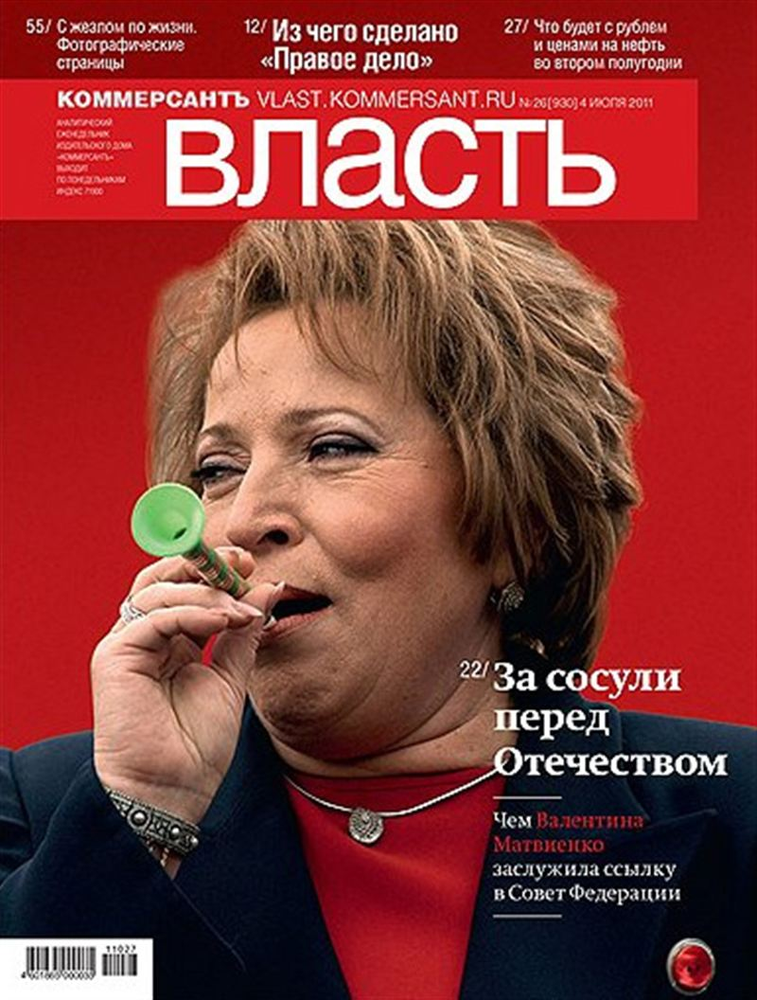 55/ С жезлом по жизни.
Фотографические
страницы
12/ Из чего сделано
«Правое дело»
27/ Что будет с рублем
и ценами на нефть
во втором полугодии
КОММЕРСАНТЪ VLAST.KOMMERSANT.RU №26[930] 4 ИЮЛЯ 2011
АНАЛИТИЧЕСКИЙ
ЕЖЕНЕДЕЛЬНИК
ИЗДАТЕЛЬСКОГО ДОМА
«КОММЕРСАНТЪ»
ВЫХОДИТ
ПО ПОНЕДЕЛЬНИКАМ
ИНДЕКС
власть
22/ За сосули
перед
Отечеством
Чем Валентина
Матвиенко
заслужила ссылку
в Совет Федерации
11027